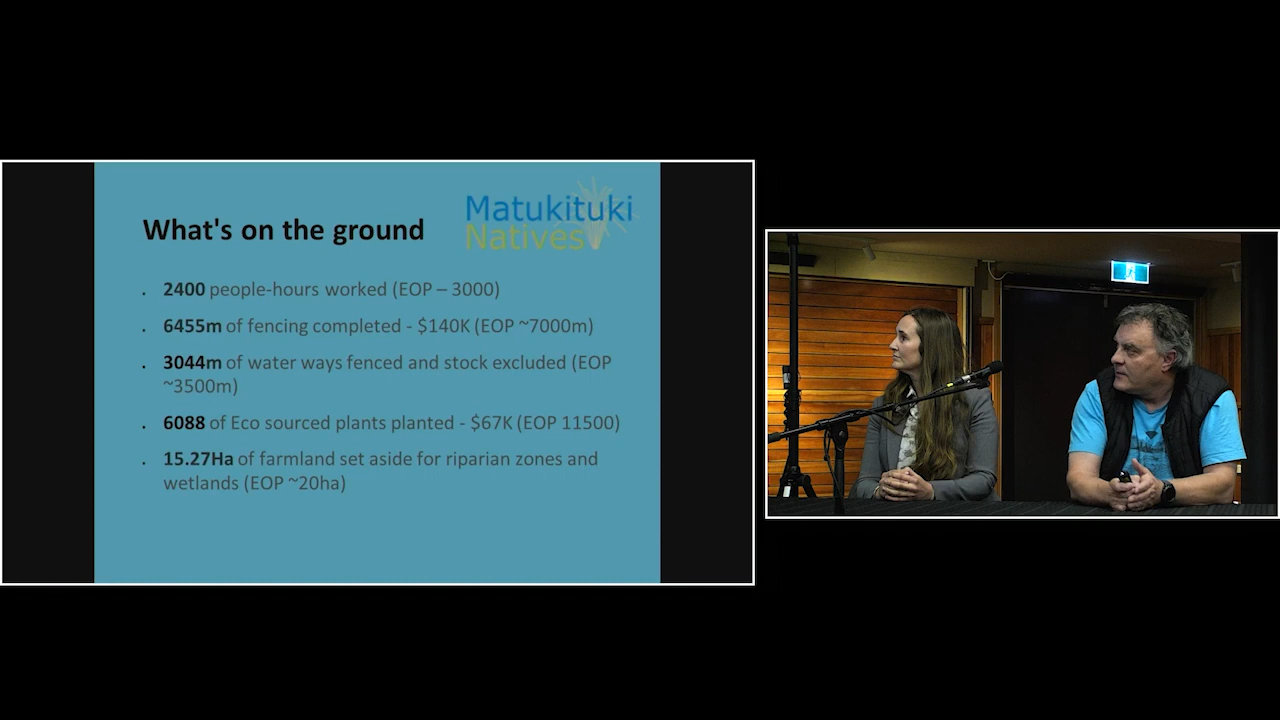 Matukituki
Natives
What's on the ground
. 2400 people-hours worked (EOP – 3000)
. 6455m of fencing completed - $140K (EOP ~7000m)
. 3044m of water ways fenced and stock excluded (EOP
~3500m)
. 6088 of Eco sourced plants planted - $67K (EOP 11500)
. 15.27Ha of farmland set aside for riparian zones and
wetlands (EOP ~20ha)